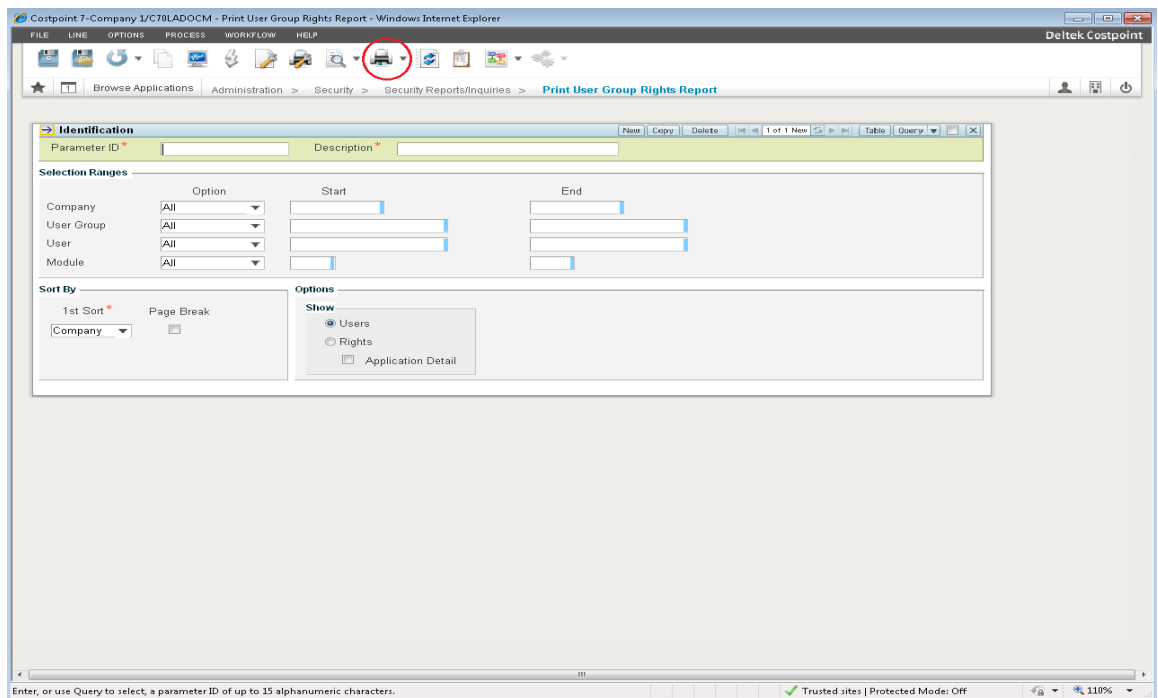 Costpoint 7-Company 1/C70LADOCM - Print User Group Rights Report - Windows Internet Explorer
FILE LINE OPTIONS PROCESS WORKFLOW HELP Deltek Costpoint
1 Browse Applications Administration > Security > Security Reports/Inquiries > Print User Group Rights Report
Identification New Copy Delete 1 of 1 New Table Query
Parameter ID * Description *
Selection Ranges
Option Start End
Company All
User Group All
User All
Module All
Sort By Options
1st Sort * Page Break Show
Company Users
Rights
Application Detail
Enter, or use Query to select, a parameter ID of up to 15 alphanumeric characters. Trusted sites | Protected Mode: Off 110%